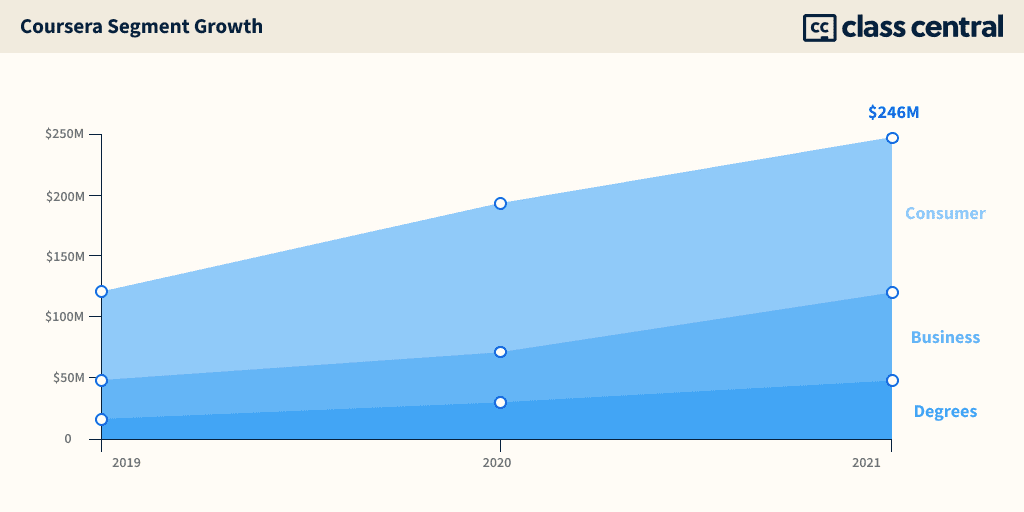 Coursera Segment Growth
cc class central
$246M
$250M
$200M
Consumer
$150M
$100M
Business
$50M
Degrees
0
2019 2020 2021